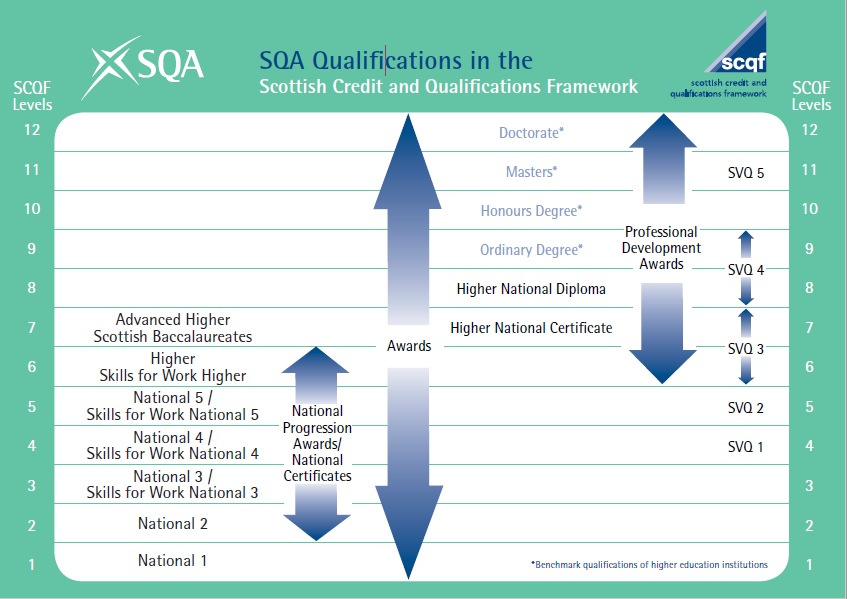 SQA
SQA Qualifications in the
Scottish Credit and Qualifications Framework
scqf
scottish credit and
qualifications framework
SCQF
Levels
SCQF
Levels
12
Doctorate*
12
11
Masters*
SVQ 5
11
10
Honours Degree*
10
9
Ordinary Degree*
Professional
Development
Awards
9
8
Higher National Diploma
SVQ 4
8
7
Advanced Higher
Scottish Baccalaureates
Awards
Higher National Certificate
SVQ 3
7
6
Higher
Skills for Work Higher
6
5
National 5 /
Skills for Work National 5
National
Progression
Awards/
National
Certificates
SVQ 2
5
4
National 4 /
Skills for Work National 4
SVQ 1
4
3
National 3 /
Skills for Work National 3
3
2
National 2
2
1
National 1
*Benchmark qualifications of higher education institutions
1